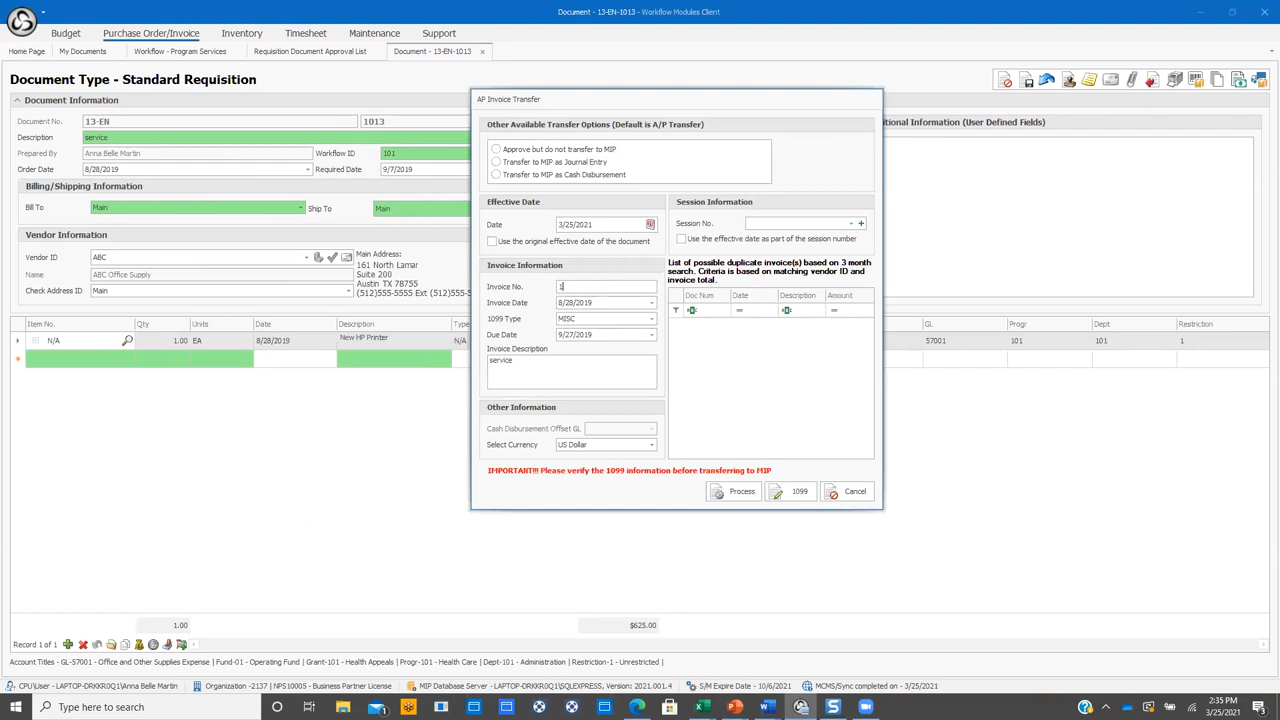 Document - 13-EN-1013 - Workflow Modules Client
Budget Purchase Order/Invoice Inventory Timesheet Maintenance Support
Home Page My Documents Workflow - Program Services Requisition Document Approval List Document - 13-EN-1013
Document Type - Standard Requisition
Document Information
Document No. 13-EN 1013
Description service
Prepared By Anna Belle Martin Workflow ID 101
Order Date 8/28/2019 Required Date 9/7/2019
Billing/Shipping Information
Bill To Main Ship To Main
Vendor Information
Vendor ID ABC
Name ABC Office Supply
Check Address ID Main
Main Address:
161 North Lamar
Suite 200
Austin TX 78755
(512)555-5555 Ext (512)555-5
itional Information (User Defined Fields)
AP Invoice Transfer
Other Available Transfer Options (Default is A/P Transfer)
Approve but do not transfer to MIP
Transfer to MIP as Journal Entry
Transfer to MIP as Cash Disbursement
Effective Date
Date 3/25/2021
Use the original effective date of the document
Session Information
Session No.
Use the effective date as part of the session number
Invoice Information
Invoice No. 1
Invoice Date 8/28/2019
1099 Type MISC
Due Date 9/27/2019
Invoice Description
service
List of possible duplicate invoice(s) based on 3 month
search. Criteria is based on matching vendor ID and
invoice total.
Doc Num Date Description Amount
Other Information
Cash Disbursement Offset GL
Select Currency US Dollar
IMPORTANT!!! Please verify the 1099 information before transferring to MIP
Process 1099 Cancel
Item No. Qty Units Date Description Type GL Progr Dept Restriction
N/A 1.00 EA 8/28/2019 New HP Printer N/A 57001 101 101 1
1.00 $625.00
Record 1 of 1
Account Titles - GL-57001 - Office and Other Supplies Expense | Fund-01 - Operating Fund | Grant-101 - Health Appeals | Progr-101 - Health Care | Dept-101 - Administration | Restriction-1 - Unrestricted |
CPU\User - LAPTOP-DRKKR0Q1\Anna Belle Martin Organization -2137 | NPS10005 - Business Partner License MIP Database Server - LAPTOP-DRKKR0Q1\SQLEXPRESS, Version: 2021.001.4 S/M Expire Date - 10/6/2021 MCMS/Sync completed on - 3/25/2021
Type here to search
2:35 PM
3/25/2021